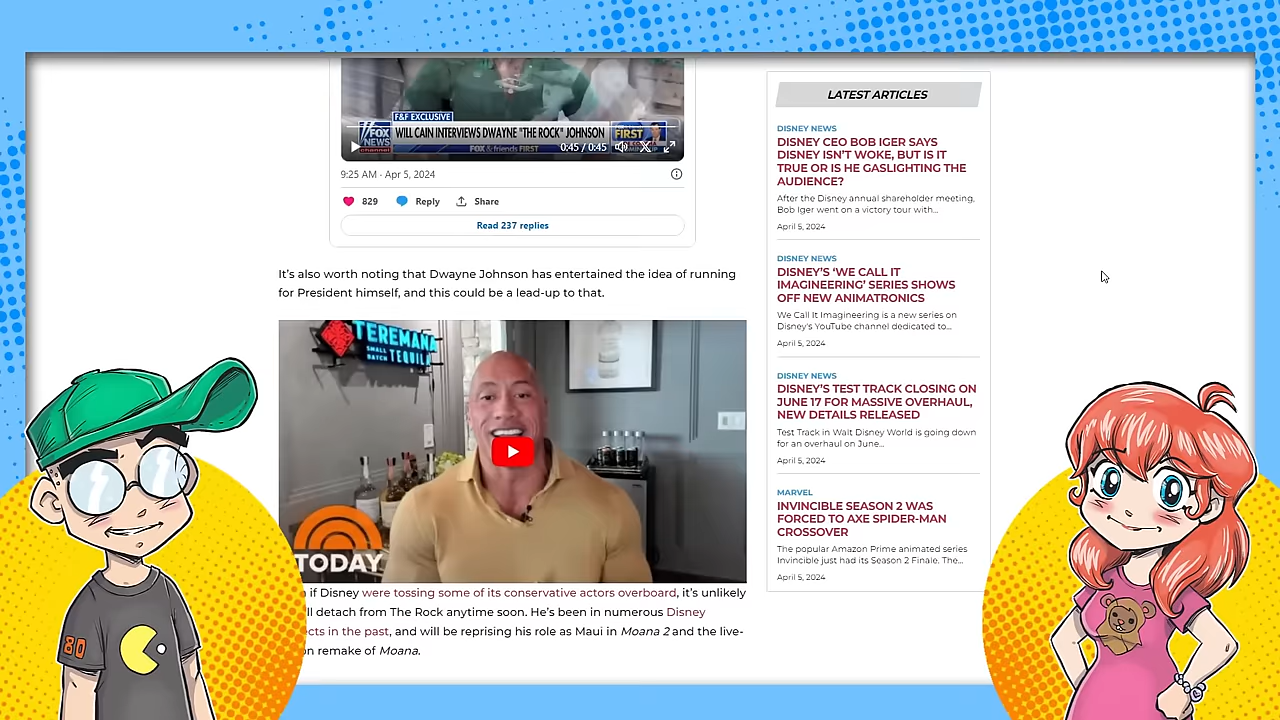 F&F EXCLUSIVE
FOX
NEWS
channel
WILL CAIN INTERVIEWS DWAYNE "THE ROCK" JOHNSON
FIRST
FOX & friends FIRST
0:45 / 0:45
9:25 AM · Apr 5, 2024
829
Reply
Share
Read 237 replies
It's also worth noting that Dwayne Johnson has entertained the idea of running
for President himself, and this could be a lead-up to that.
TEREMANA
SMALL
BATCH TEQUILA
TODAY
if Disney were tossing some of its conservative actors overboard, it's unlikely
detach from The Rock anytime soon. He's been in numerous Disney
in the past, and will be reprising his role as Maui in Moana 2 and the live-
remake of Moana.
LATEST ARTICLES
DISNEY NEWS
DISNEY CEO BOB IGER SAYS
DISNEY ISN'T WOKE, BUT IS IT
TRUE OR IS HE GASLIGHTING THE
AUDIENCE?
After the Disney annual shareholder meeting,
Bob Iger went on a victory tour with...
April 5, 2024
DISNEY NEWS
DISNEY'S 'WE CALL IT
IMAGINEERING' SERIES SHOWS
OFF NEW ANIMATRONICS
We Call It Imagineering is a new series on
Disney's YouTube channel dedicated to...
April 5, 2024
DISNEY NEWS
DISNEY'S TEST TRACK CLOSING ON
JUNE 17 FOR MASSIVE OVERHAUL,
NEW DETAILS RELEASED
Test Track in Walt Disney World is going down
for an overhaul on June...
April 5, 2024
MARVEL
INVINCIBLE SEASON 2 WAS
FORCED TO AXE SPIDER-MAN
CROSSOVER
The popular Amazon Prime animated series
Invincible just had its Season 2 Finale. The...
April 5, 2024
80